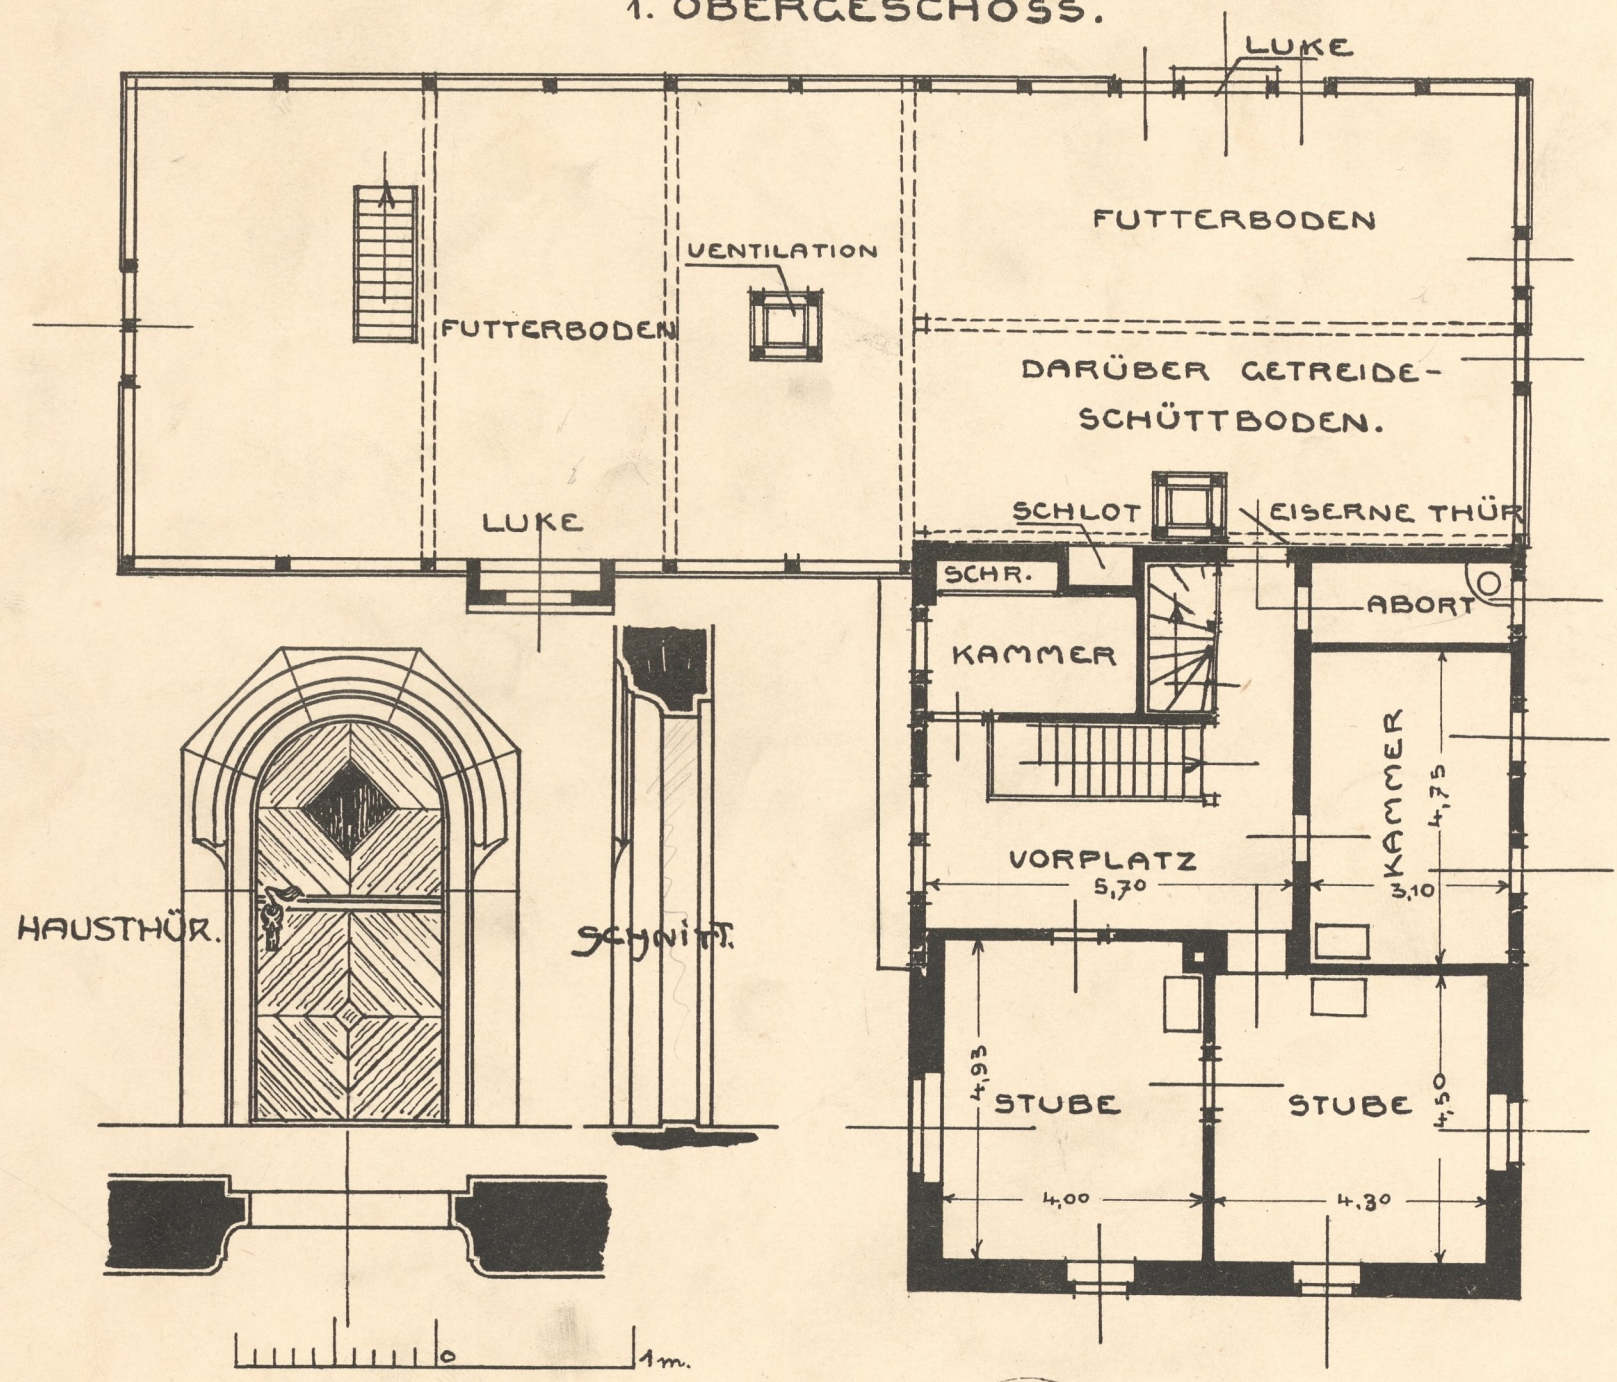 1. OBERGESCHOSS.
LUKE
FUTTERBODEN
VENTILATION
FUTTERBODEN
DARÜBER GETREIDE-
SCHÜTTBODEN.
LUKE
SCHLOT
EISERNE THÜR
SCHR.
ABORT
KAMMER
KAMMER
4,75
VORPLATZ
5,70
3,10
HAUSTHÜR.
SCHNITT.
4,93
STUBE
STUBE
4,50
4,00
4,30
0
1 m.